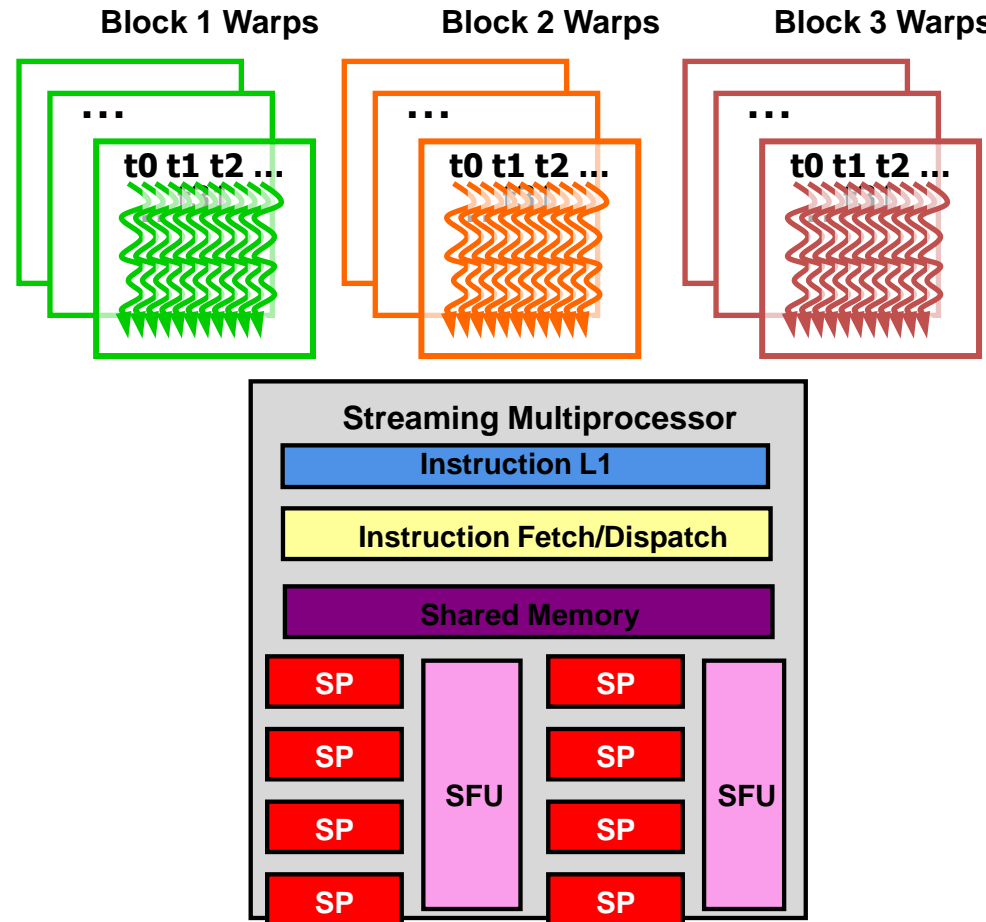 Block 1 Warps
Block 2 Warps
Block 3 Warps
...
...
...
t0 t1 t2 ...
t0 t1 t2 ...
t0 t1 t2 ...
Streaming Multiprocessor
Instruction L1
Instruction Fetch/Dispatch
Shared Memory
SP
SP
SP
SP
SFU
SP
SP
SP
SP
SFU